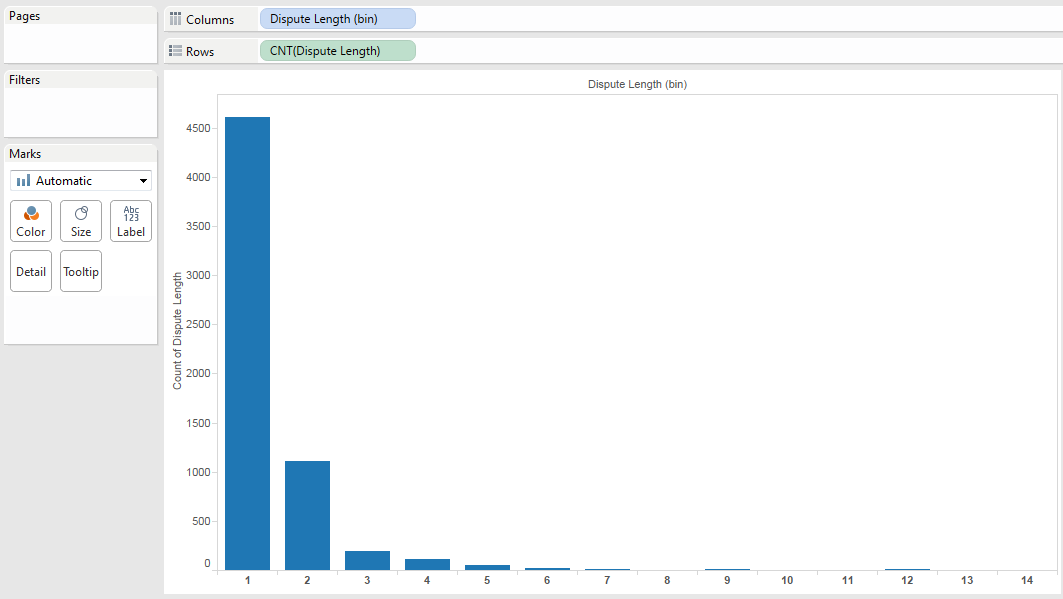 Pages
Columns
Dispute Length (bin)
Rows
CNT(Dispute Length)
Filters
Marks
Automatic
Color
Size
Abc
123
Label
Detail
Tooltip
Dispute Length (bin)
Count of Dispute Length
4500
4000
3500
3000
2500
2000
1500
1000
500
0
1 2 3 4 5 6 7 8 9 10 11 12 13 14